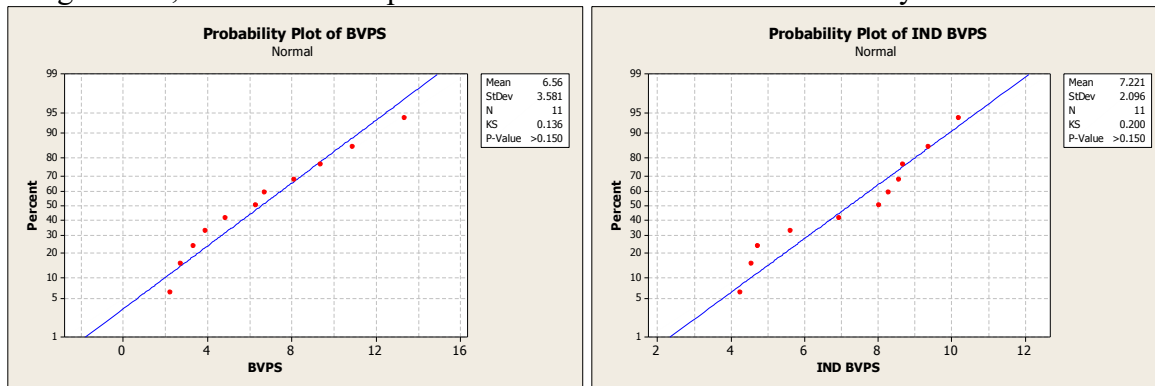 Probability Plot of BVPS
Normal
99
95
90
80
70
60
50
40
30
20
10
5
1
Percent
0
4
8
12
16
BVPS
Mean 6.56
StDev 3.581
N 11
KS 0.136
P-Value >0.150
Probability Plot of IND BVPS
Normal
99
95
90
80
70
60
50
40
30
20
10
5
1
Percent
2
4
6
8
10
12
IND BVPS
Mean 7.221
StDev 2.096
N 11
KS 0.200
P-Value >0.150